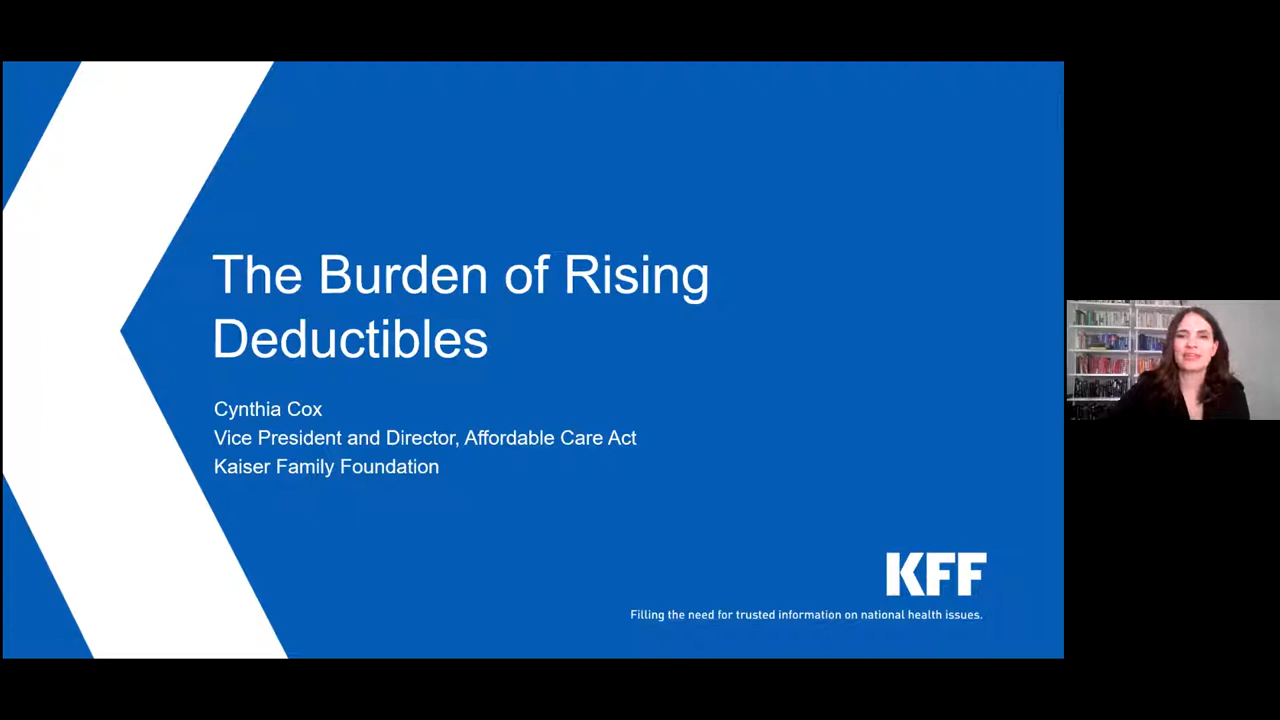 The Burden of Rising
Deductibles
Cynthia Cox
Vice President and Director, Affordable Care Act
Kaiser Family Foundation
KFF
Filling the need for trusted information on national health issues.